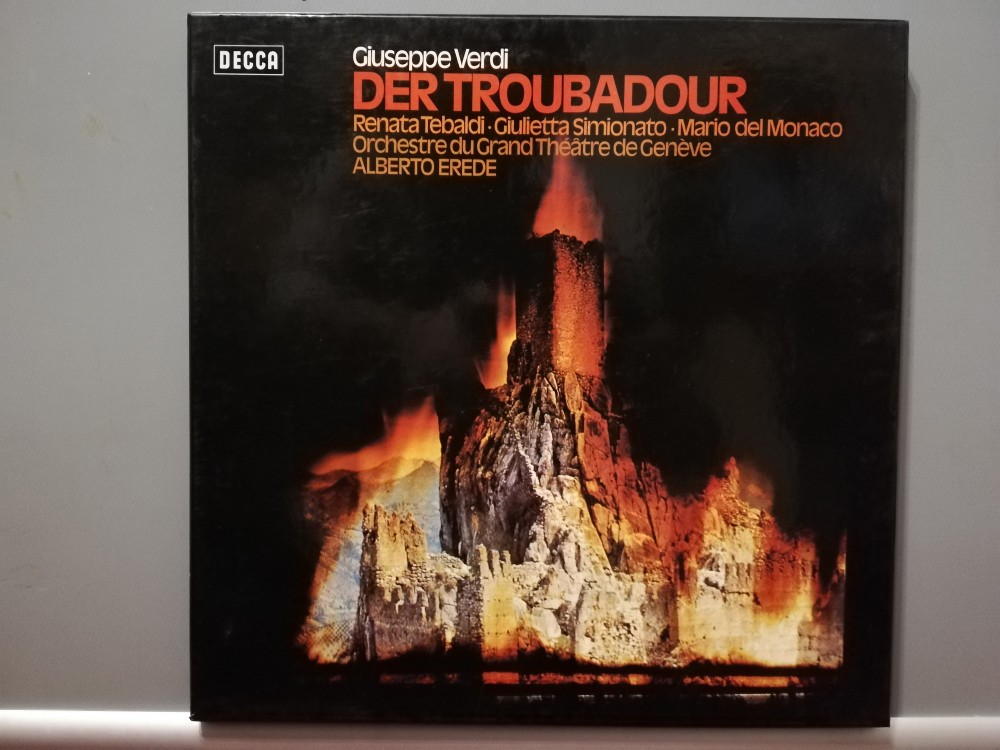 DECCA
Giuseppe Verdi
DER TROUBADOUR
Renata Tebaldi · Giulietta Simionato · Mario del Monaco
Orchestre du Grand Théâtre de Genève
ALBERTO EREDE